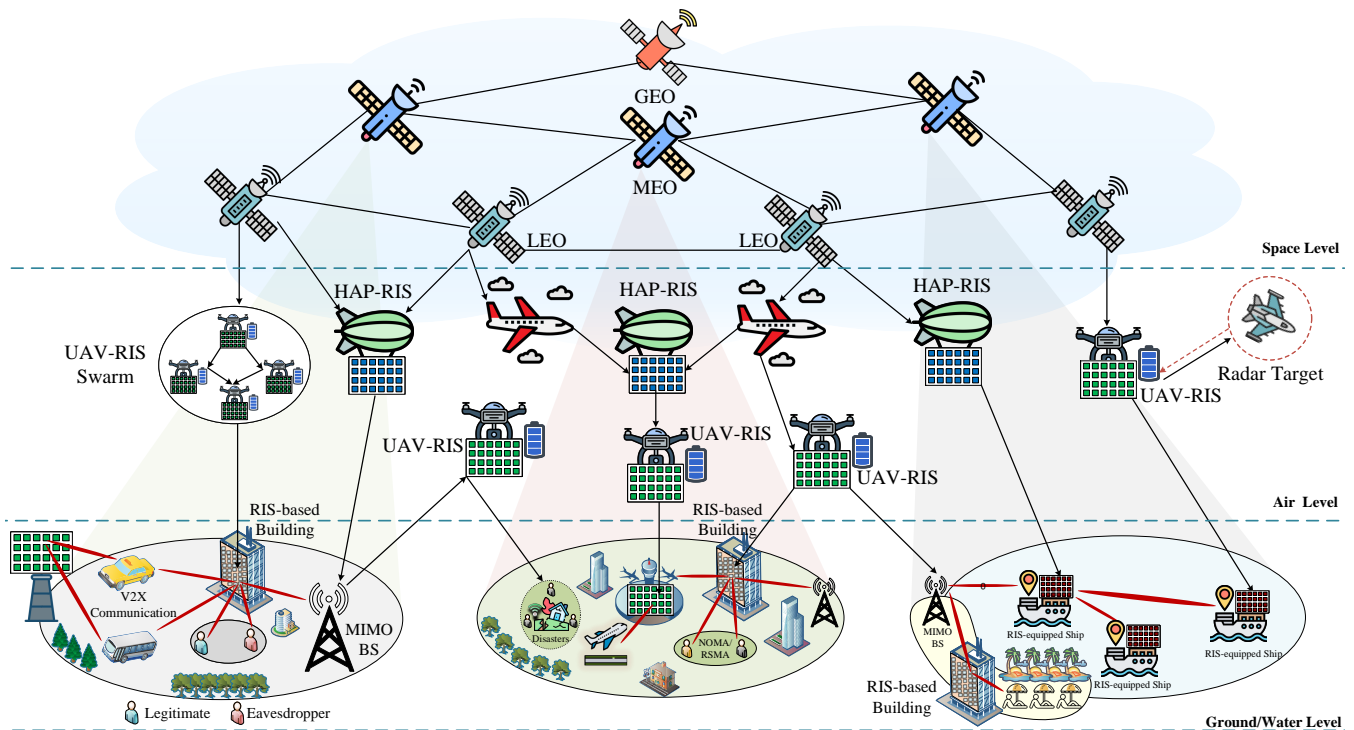 GEO
MEO
LEO
LEO
Space Level
HAP-RIS
HAP-RIS
HAP-RIS
UAV-RIS
Swarm
Radar Target
UAV-RIS
UAV-RIS
UAV-RIS
UAV-RIS
Air Level
RIS-based
Building
RIS-based
Building
V2X
Communication
MIMO
BS
Disasters
NOMA/
RSMA
MIMO
BS
RIS-equipped Ship
RIS-equipped Ship
RIS-equipped Ship
RIS-based
Building
Legitimate
Eavesdropper
Ground/Water Level